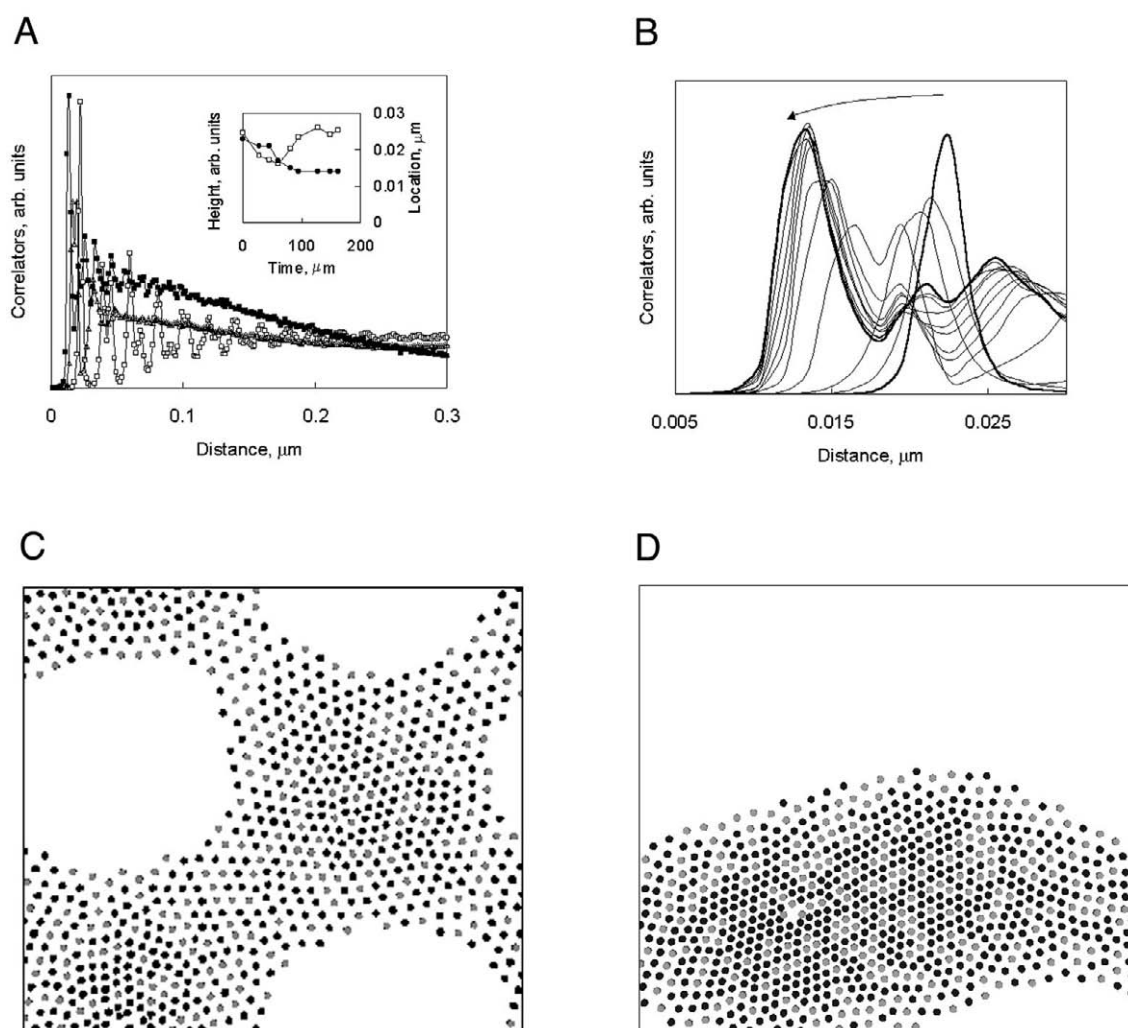 A
B
Correlators, arb. units
Height, arb. units
0.03
0.02
0.01
0
Location, μm
0 100 200
Time, μm
0 0.1 0.2 0.3
Distance, μm
Correlators, arb. units
0.005 0.015 0.025
Distance, μm
C
D